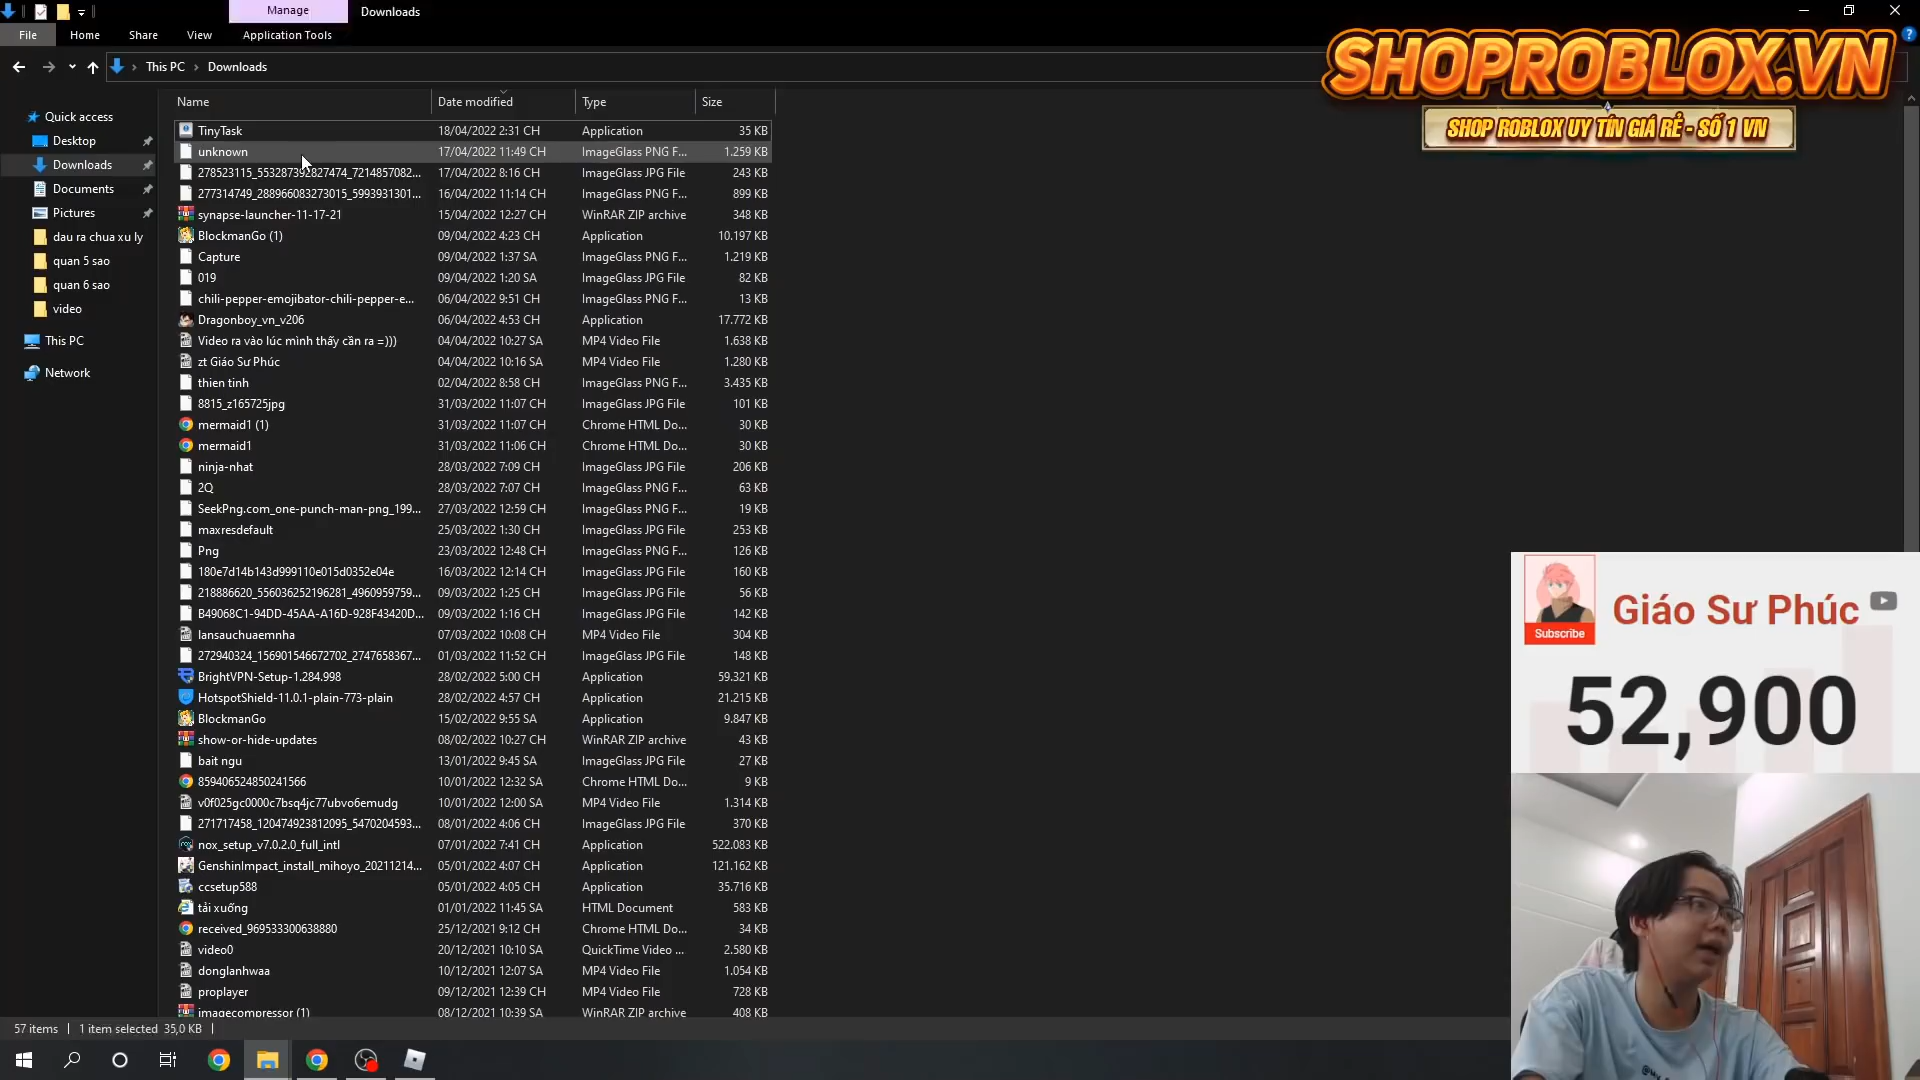 Manage
Downloads
File
Home
Share
View
Application Tools
This PC > Downloads
SHOPROBLOX.VN
SHOP ROBLOX UY TÍN GIÁ RẺ - SỐ 1 VN
Name Date modified Type Size
Quick access
Desktop
Downloads
Documents
Pictures
dau ra chua xu ly
quan 5 sao
quan 6 sao
video
This PC
Network
TinyTask 18/04/2022 2:31 CH Application 35 KB
unknown 17/04/2022 11:49 CH ImageGlass PNG F... 1.259 KB
278523115_553287392827474_7214857082... 17/04/2022 8:16 CH ImageGlass JPG File 243 KB
277314749_288966083273015_5993931301... 16/04/2022 11:14 CH ImageGlass PNG F... 899 KB
synapse-launcher-11-17-21 15/04/2022 12:27 CH WinRAR ZIP archive 348 KB
BlockmanGo (1) 09/04/2022 4:23 CH Application 10.197 KB
Capture 09/04/2022 1:37 SA ImageGlass PNG F... 1.219 KB
019 09/04/2022 1:20 SA ImageGlass JPG File 82 KB
chili-pepper-emojibator-chili-pepper-e... 06/04/2022 9:51 CH ImageGlass PNG F... 13 KB
Dragonboy_vn_v206 06/04/2022 4:53 CH Application 17.772 KB
Video ra vào lúc mình thấy cần ra =))) 04/04/2022 10:27 SA MP4 Video File 1.638 KB
zt Giáo Sư Phúc 04/04/2022 10:16 SA MP4 Video File 1.280 KB
thien tinh 02/04/2022 8:58 CH ImageGlass PNG F... 3.435 KB
8815_z165725jpg 31/03/2022 11:07 CH ImageGlass JPG File 101 KB
mermaid1 (1) 31/03/2022 11:07 CH Chrome HTML Do... 30 KB
mermaid1 31/03/2022 11:06 CH Chrome HTML Do... 30 KB
ninja-nhat 28/03/2022 7:09 CH ImageGlass JPG File 206 KB
2Q 28/03/2022 7:07 CH ImageGlass PNG F... 63 KB
SeekPng.com_one-punch-man-png_199... 27/03/2022 12:59 CH ImageGlass PNG F... 19 KB
maxresdefault 25/03/2022 1:30 CH ImageGlass JPG File 253 KB
Png 23/03/2022 12:48 CH ImageGlass PNG F... 126 KB
180e7d14b143d999110e015d0352e04e 16/03/2022 12:14 CH ImageGlass JPG File 160 KB
218886620_556036252196281_4960959759... 09/03/2022 1:25 CH ImageGlass JPG File 56 KB
B49068C1-94DD-45AA-A16D-928F43420D... 09/03/2022 1:16 CH ImageGlass JPG File 142 KB
lansauchuaemnha 07/03/2022 10:08 CH MP4 Video File 304 KB
272940324_156901546672702_2747658367... 01/03/2022 11:52 CH ImageGlass JPG File 148 KB
BrightVPN-Setup-1.284.998 28/02/2022 5:00 CH Application 59.321 KB
HotspotShield-11.0.1-plain-773-plain 28/02/2022 4:57 CH Application 21.215 KB
BlockmanGo 15/02/2022 9:55 SA Application 9.847 KB
show-or-hide-updates 08/02/2022 10:27 CH WinRAR ZIP archive 43 KB
bait ngu 13/01/2022 9:45 SA ImageGlass JPG File 27 KB
859406524850241566 10/01/2022 12:32 SA Chrome HTML Do... 9 KB
v0f025gc0000c7bsq4jc77ubvo6emudg 10/01/2022 12:00 SA MP4 Video File 1.314 KB
271717458_120474923812095_5470204593... 08/01/2022 4:06 CH ImageGlass JPG File 370 KB
nox_setup_v7.0.2.0_full_intl 07/01/2022 7:41 CH Application 522.083 KB
GenshinImpact_install_mihoyo_20211214... 05/01/2022 4:07 CH Application 121.162 KB
ccsetup588 05/01/2022 4:05 CH Application 35.716 KB
tải xuống 01/01/2022 11:45 SA HTML Document 583 KB
received_969533300638880 25/12/2021 9:12 CH Chrome HTML Do... 34 KB
video0 20/12/2021 10:10 SA QuickTime Video ... 2.580 KB
donglanhwaa 10/12/2021 12:07 SA MP4 Video File 1.054 KB
proplayer 09/12/2021 12:39 CH MP4 Video File 728 KB
imagecompressor (1) 08/12/2021 10:39 SA WinRAR ZIP archive 408 KB
57 items 1 item selected 35,0 KB
Subscribe
Giáo Sư Phúc
52,900